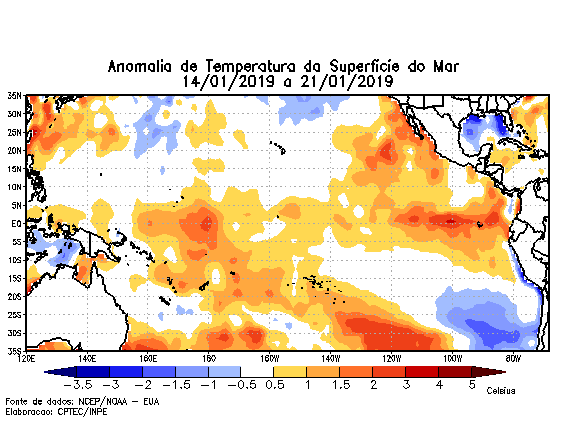 Anomalia de Temperatura da Superfície do Mar
14/01/2019 a 21/01/2019
35N
30N
25N
20N
15N
10N
5N
EQ
5S
10S
15S
20S
25S
30S
35S
120E 140E 160E 180 160W 140W 120W 100W 80W
−3.5 −3 −2 −1.5 −1 −0.5 0.5 1 1.5 2 3 4 5
Celsius
Fonte de dados: NCEP/NOAA − EUA
Elaboracao: CPTEC/INPE